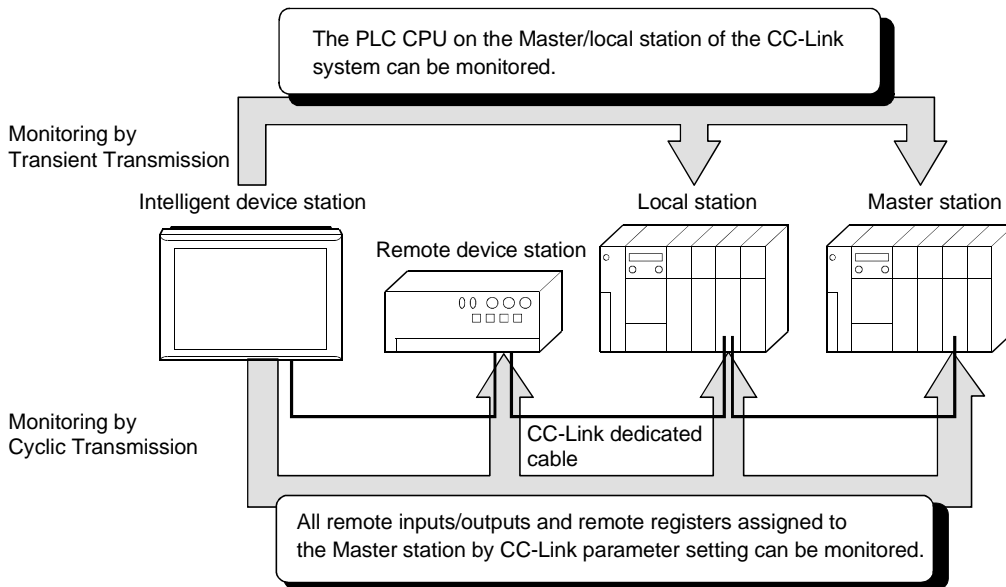 The PLC CPU on the Master/local station of the CC-Link
system can be monitored.
Monitoring by
Transient Transmission
Intelligent device station
Local station
Master station
Remote device station
Monitoring by
Cyclic Transmission
CC-Link dedicated
cable
All remote inputs/outputs and remote registers assigned to
the Master station by CC-Link parameter setting can be monitored.